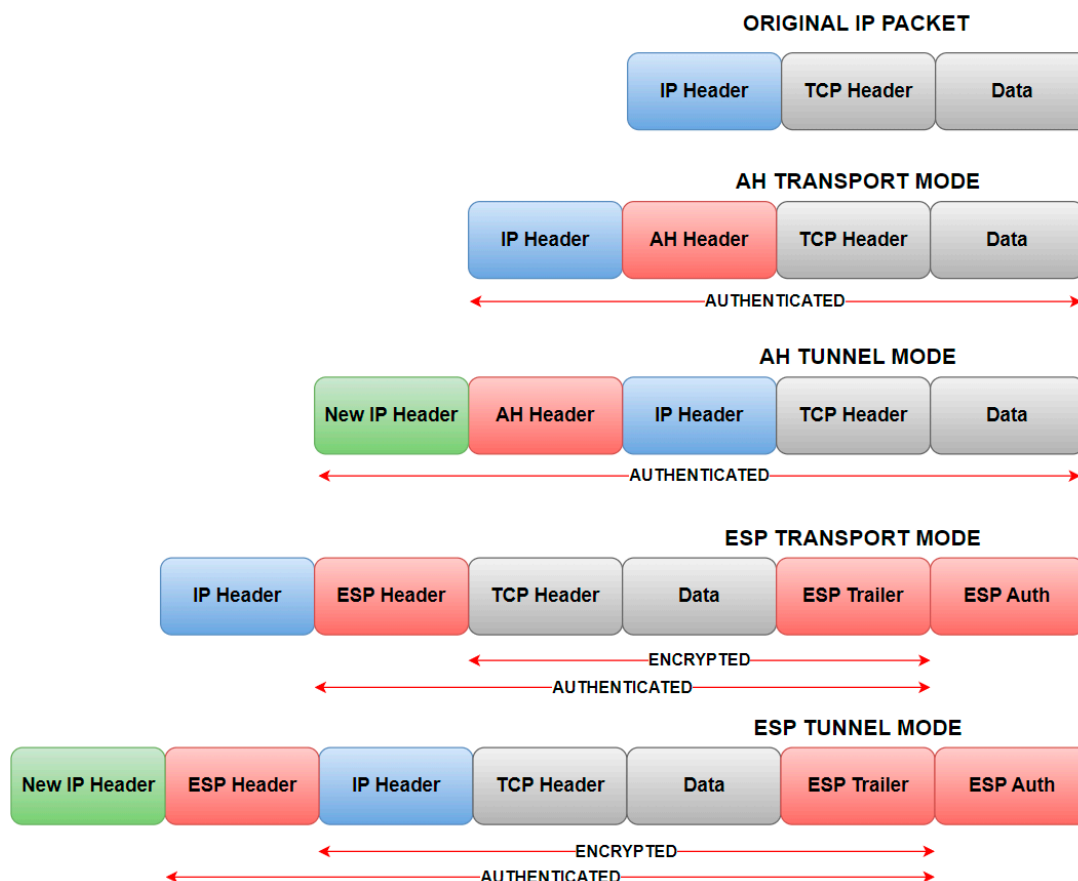 ORIGINAL IP PACKET
IP Header TCP Header Data
AH TRANSPORT MODE
IP Header AH Header TCP Header Data
AUTHENTICATED
AH TUNNEL MODE
New IP Header AH Header IP Header TCP Header Data
AUTHENTICATED
ESP TRANSPORT MODE
IP Header ESP Header TCP Header Data ESP Trailer ESP Auth
ENCRYPTED
AUTHENTICATED
ESP TUNNEL MODE
New IP Header ESP Header IP Header TCP Header Data ESP Trailer ESP Auth
ENCRYPTED
AUTHENTICATED